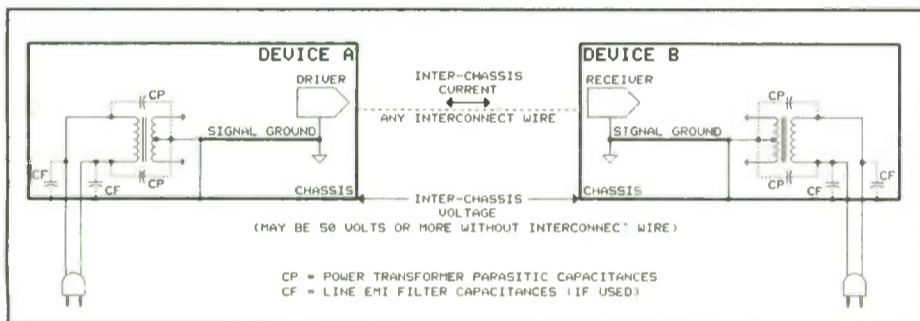 DEVICE A
DEVICE B
DRIVER
INTER-CHASSIS
CURRENT
RECEIVER
CP
CP
ANY INTERCONNECT WIRE
SIGNAL GROUND
SIGNAL GROUND
CF
CF
CP
CP
CF
CF
CHASSIS
INTER-CHASSIS
VOLTAGE
CHASSIS
(MAY BE 50 VOLTS OR MORE WITHOUT INTERCONNECT WIRE)
CP = POWER TRANSFORMER PARASITIC CAPACITANCES
CF = LINE EMI FILTER CAPACITANCES (IF USED)